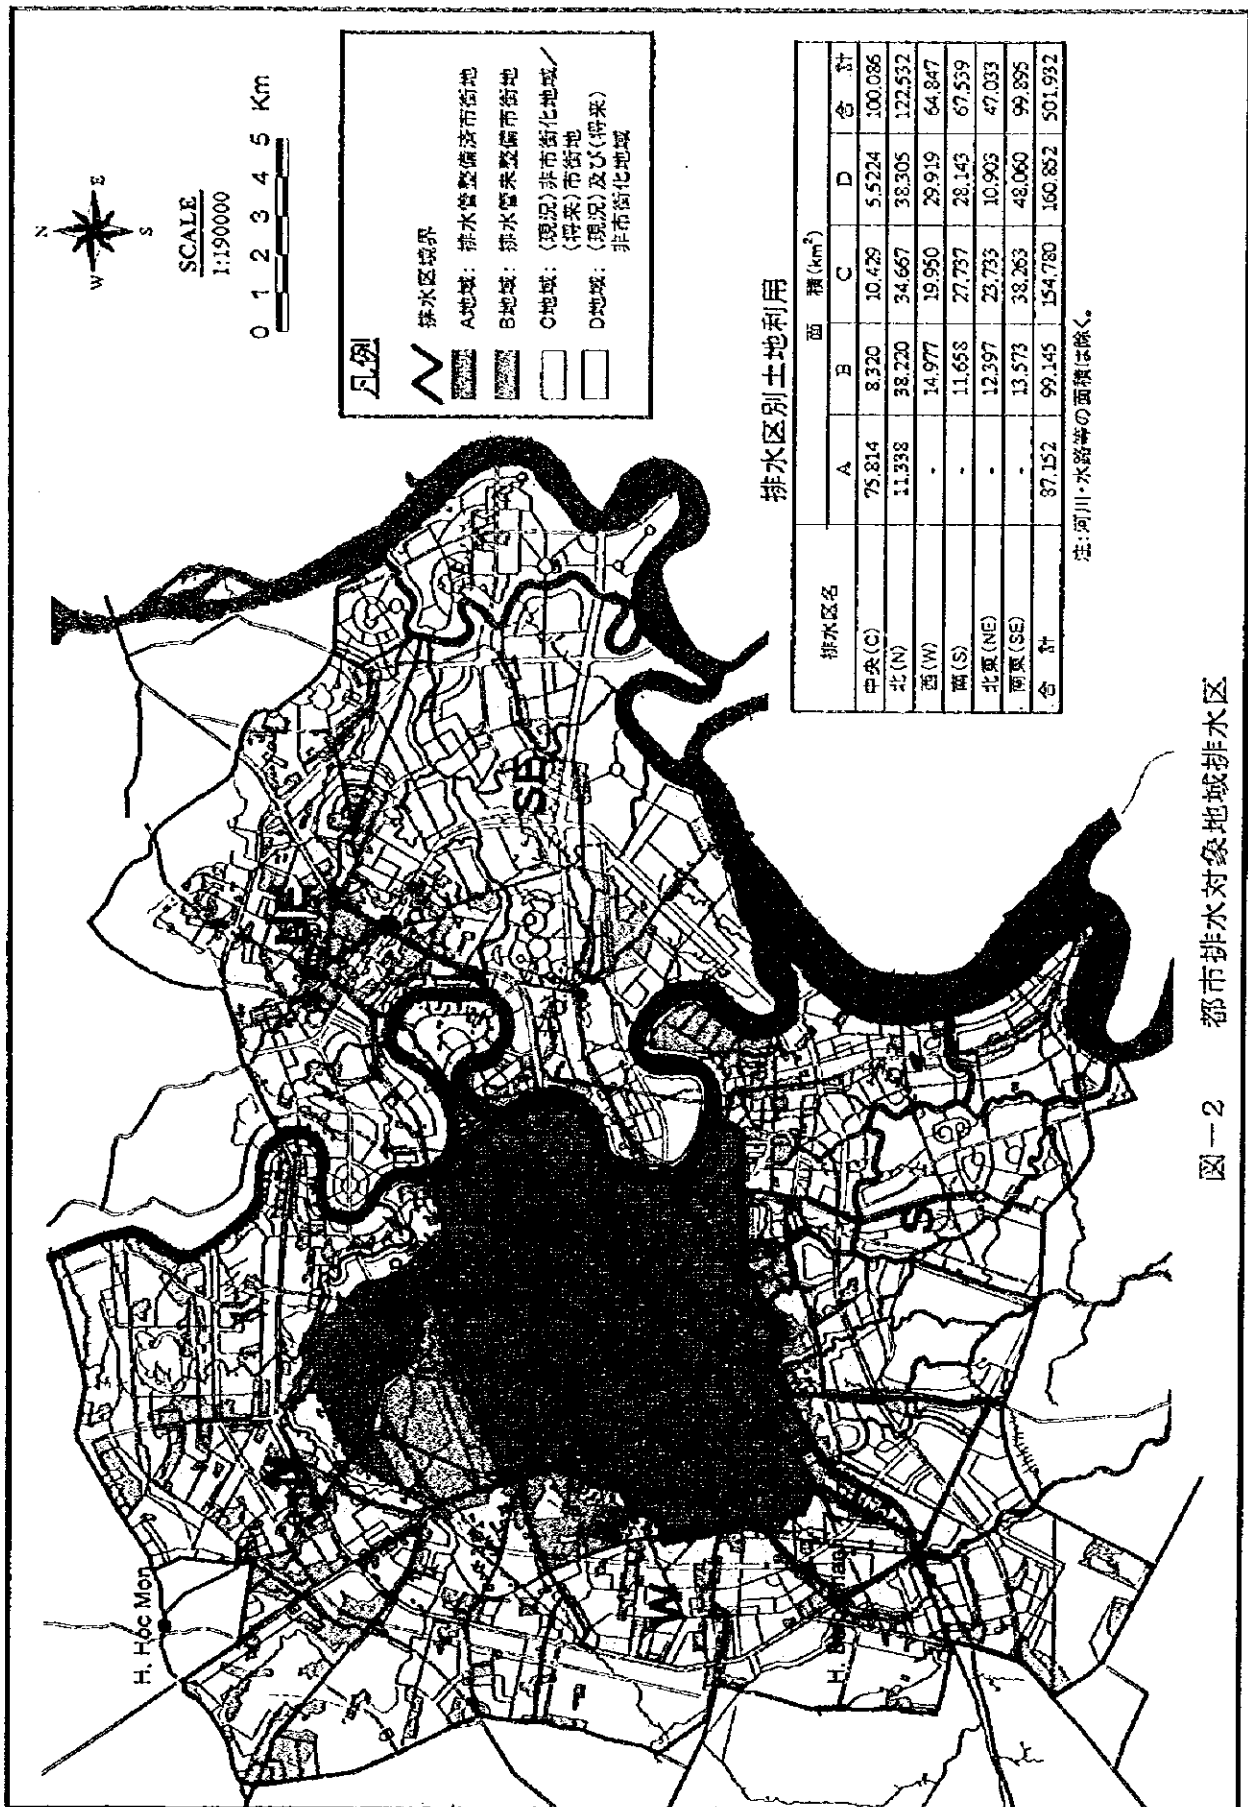 N
W
E
S
SCALE
1:190000
0 1 2 3 4 5 Km
凡例
排水区境界
A地域: 排水管整備済市街地
B地域: 排水管未整備市街地
C地域: (現況)非市街化地域/
(将来)市街地
D地域: (現況)及び(将来)
非市街化地域
H. Hoc Mon
NE
SE
W
S
排水区別土地利用
排水区名 面 積(km²)
A B C D 合 計
中央(C) 75.814 8.320 10.429 5.5224 100.086
北(N) 11.338 38.220 34.667 38.305 122.532
西(W) - 14.977 19.950 29.919 64.847
南(S) - 11.658 27.737 28.143 67.539
北東(NE) - 12.397 23.733 10.903 47.033
南東(SE) - 13.573 38.263 48.060 99.895
合 計 87.152 99.145 154.780 160.852 501.932
注:河川・水路等の面積は除く。
図-2 都市排水対象地域排水区